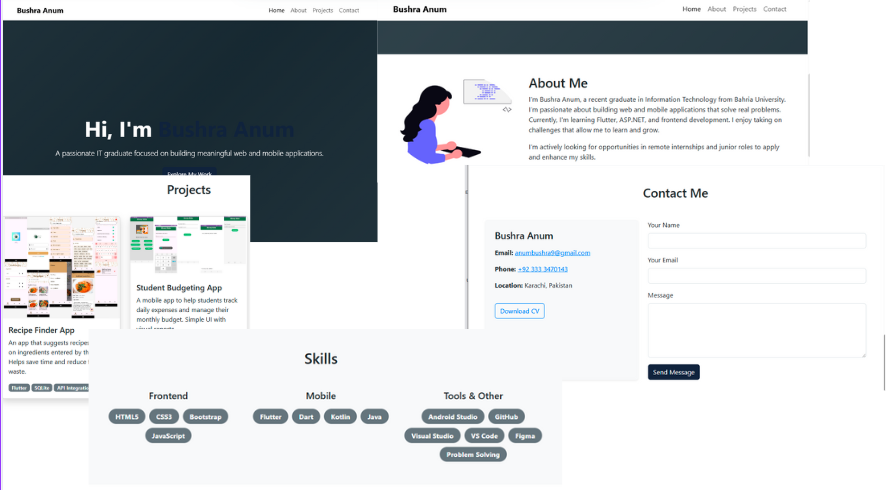 Bushra Anum
Home About Projects Contact
Hi, I'm Bushra Anum
A passionate IT graduate focused on building meaningful web and mobile applications.
Explore My Work
Bushra Anum
Home About Projects Contact
About Me
I'm Bushra Anum, a recent graduate in Information Technology from Bahria University.
I'm passionate about building web and mobile applications that solve real problems.
Currently, I'm learning Flutter, ASP.NET, and frontend development. I enjoy taking on
challenges that allow me to learn and grow.
I'm actively looking for opportunities in remote internships and junior roles to apply
and enhance my skills.
Projects
Recipe Finder App
An app that suggests recipes
on ingredients entered by th
Helps save time and reduce
waste.
Flutter SQLite API Integratio
Student Budgeting App
A mobile app to help students track
daily expenses and manage their
monthly budget. Simple UI with
visual reports
Contact Me
Bushra Anum
Email: anumbushra9@gmail.com
Phone: +92 333 3470143
Location: Karachi, Pakistan
Download CV
Your Name
Your Email
Message
Send Message
Skills
Frontend
HTML5 CSS3 Bootstrap
JavaScript
Mobile
Flutter Dart Kotlin Java
Tools & Other
Android Studio GitHub
Visual Studio VS Code Figma
Problem Solving